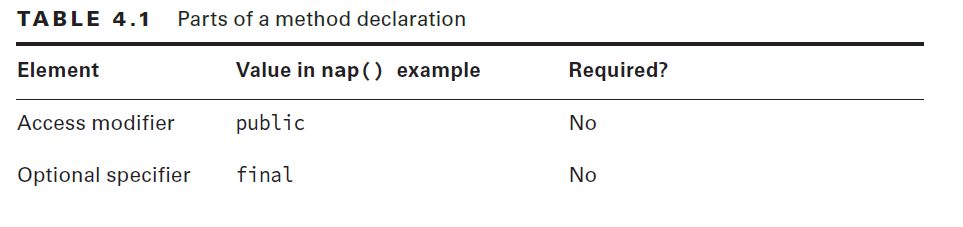 TABLE 4.1 Parts of a method declaration
Element Value in nap() example Required?
Access modifier public No
Optional specifier final No